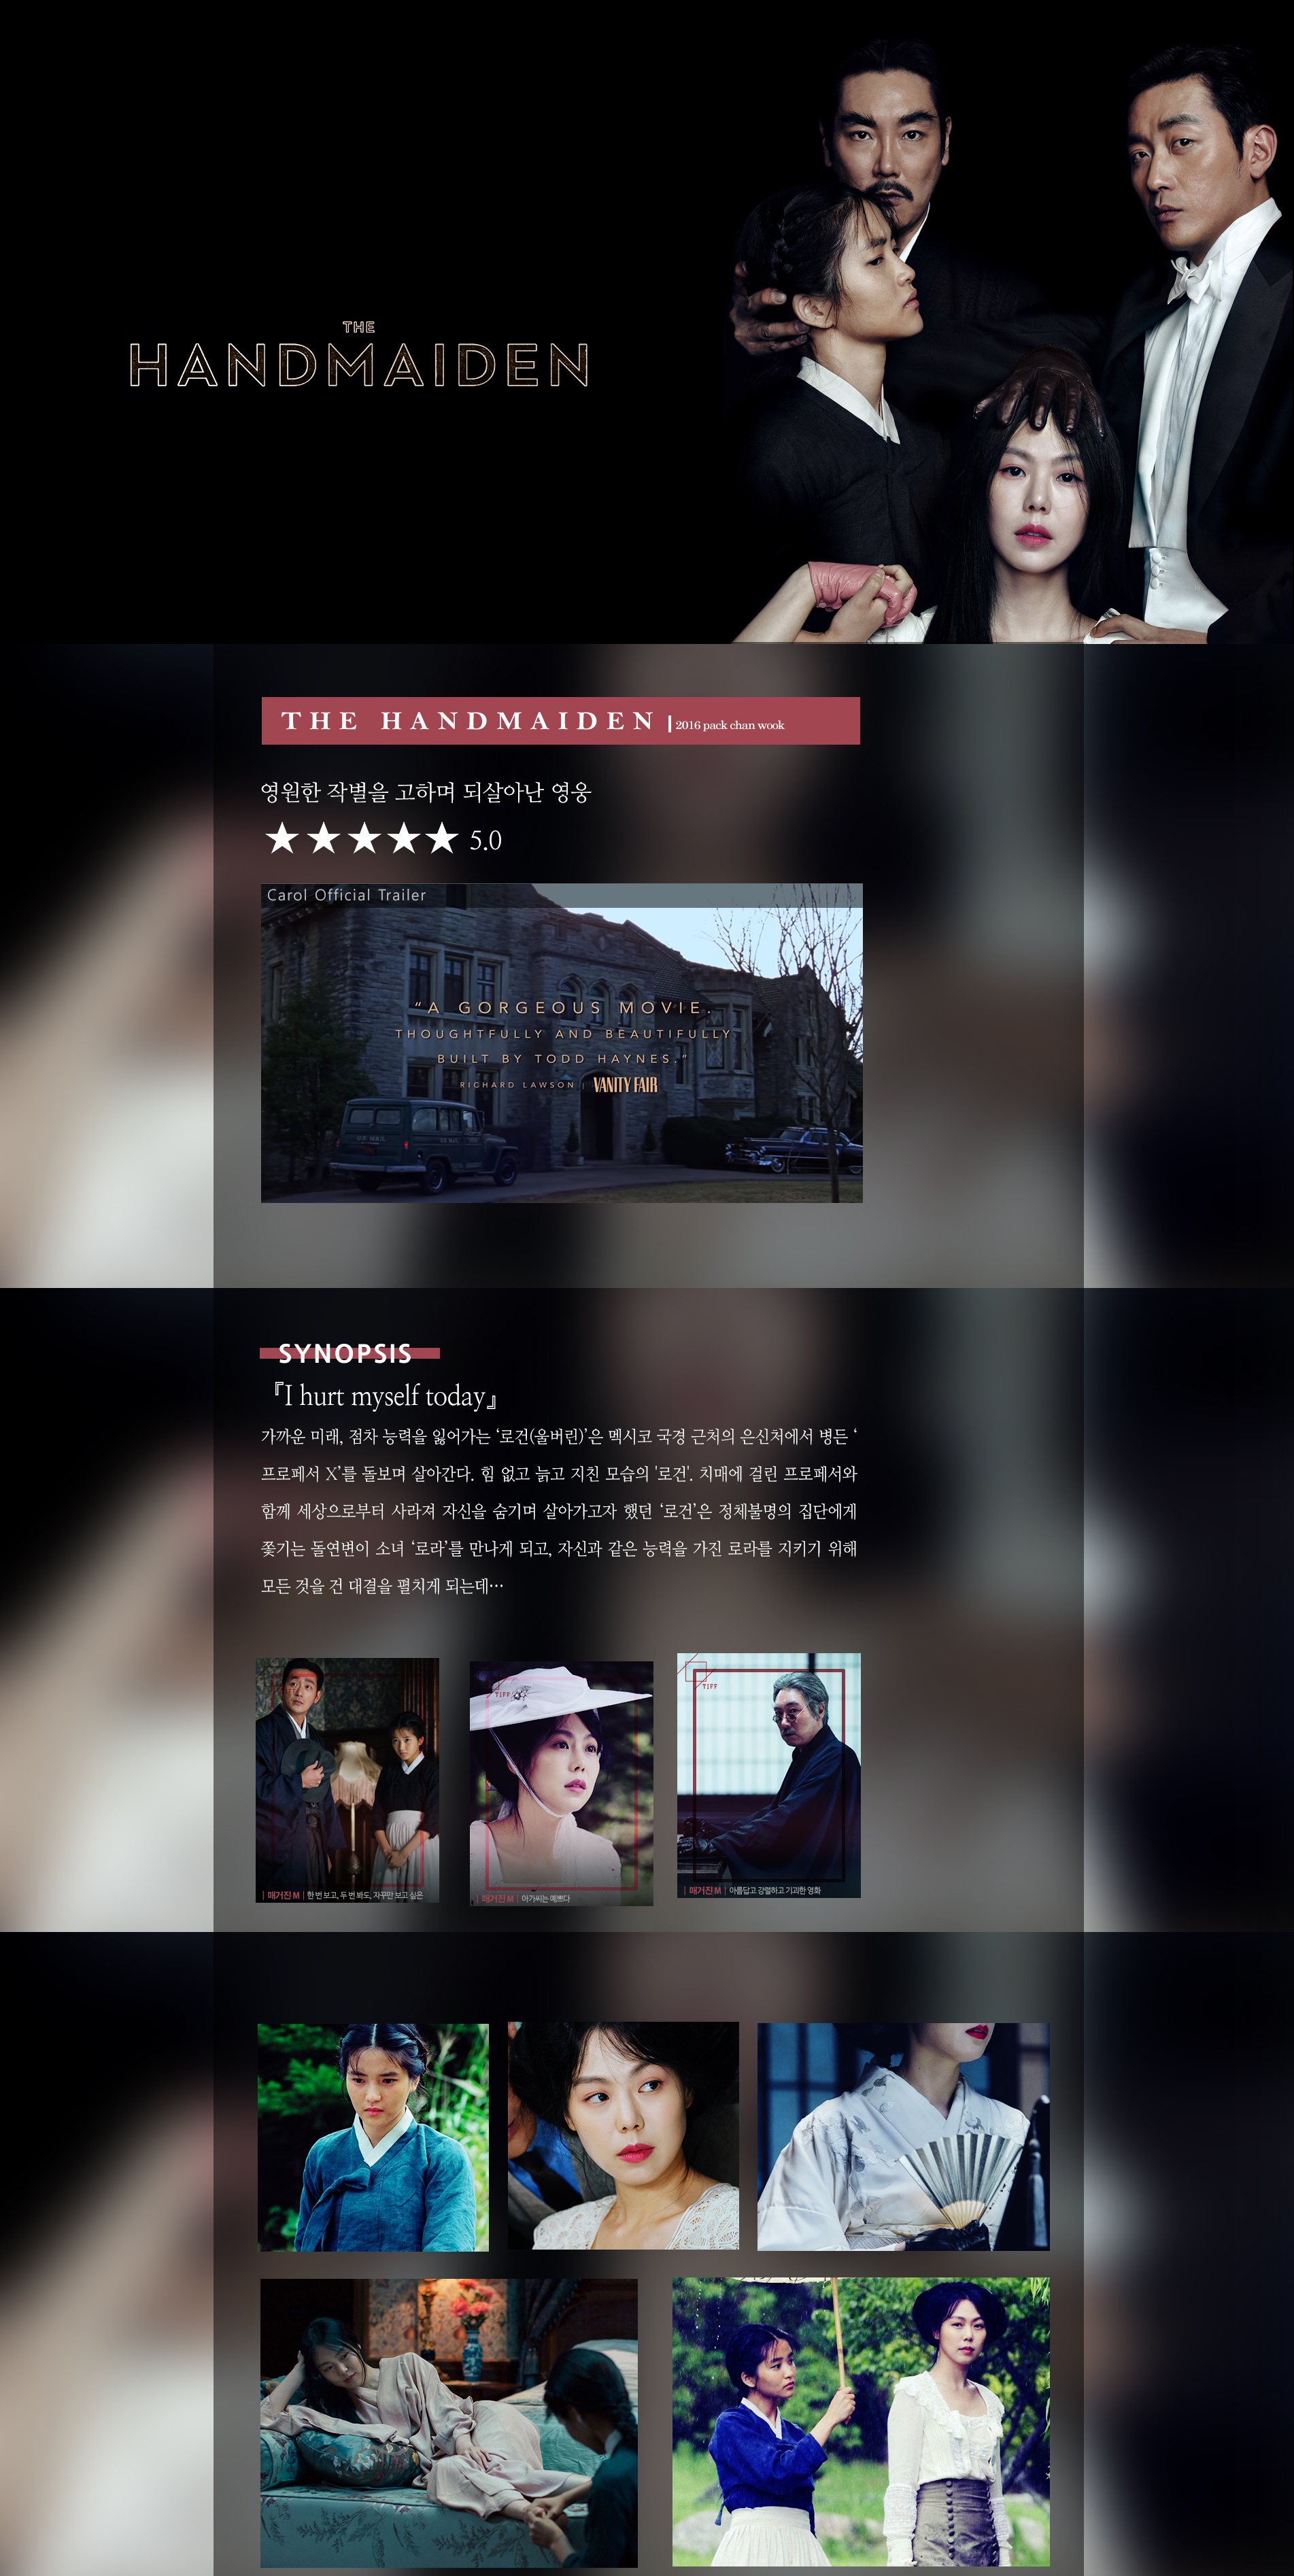 THE
HANDMAIDEN
THE HANDMAIDEN | 2016 pack chan wook
영원한 작별을 고하며 되살아난 영웅
★★★★★ 5.0
Carol Official Trailer
“A GORGEOUS MOVIE.
THOUGHTFULLY AND BEAUTIFULLY
BUILT BY TODD HAYNES.”
RICHARD LAWSON | VANITY FAIR
U.S. MAIL
SYNOPSIS
『I hurt myself today』
가까운 미래, 점차 능력을 잃어가는 ‘로건(울버린)’은 멕시코 국경 근처의 은신처에서 병든 ‘
프로페서 X’를 돌보며 살아간다. 힘 없고 늙고 지친 모습의 '로건'. 치매에 걸린 프로페서와
함께 세상으로부터 사라져 자신을 숨기며 살아가고자 했던 ‘로건’은 정체불명의 집단에게
쫓기는 돌연변이 소녀 ‘로라’를 만나게 되고, 자신과 같은 능력을 가진 로라를 지키기 위해
모든 것을 건 대결을 펼치게 되는데…
| 매거진 M | 한 번 보고, 두 번 봐도, 자꾸만 보고 싶은
TIFF
| 매거진 M | 아가씨는 예쁘다
TIFF
| 매거진 M | 아름답고 강렬하고 기괴한 영화